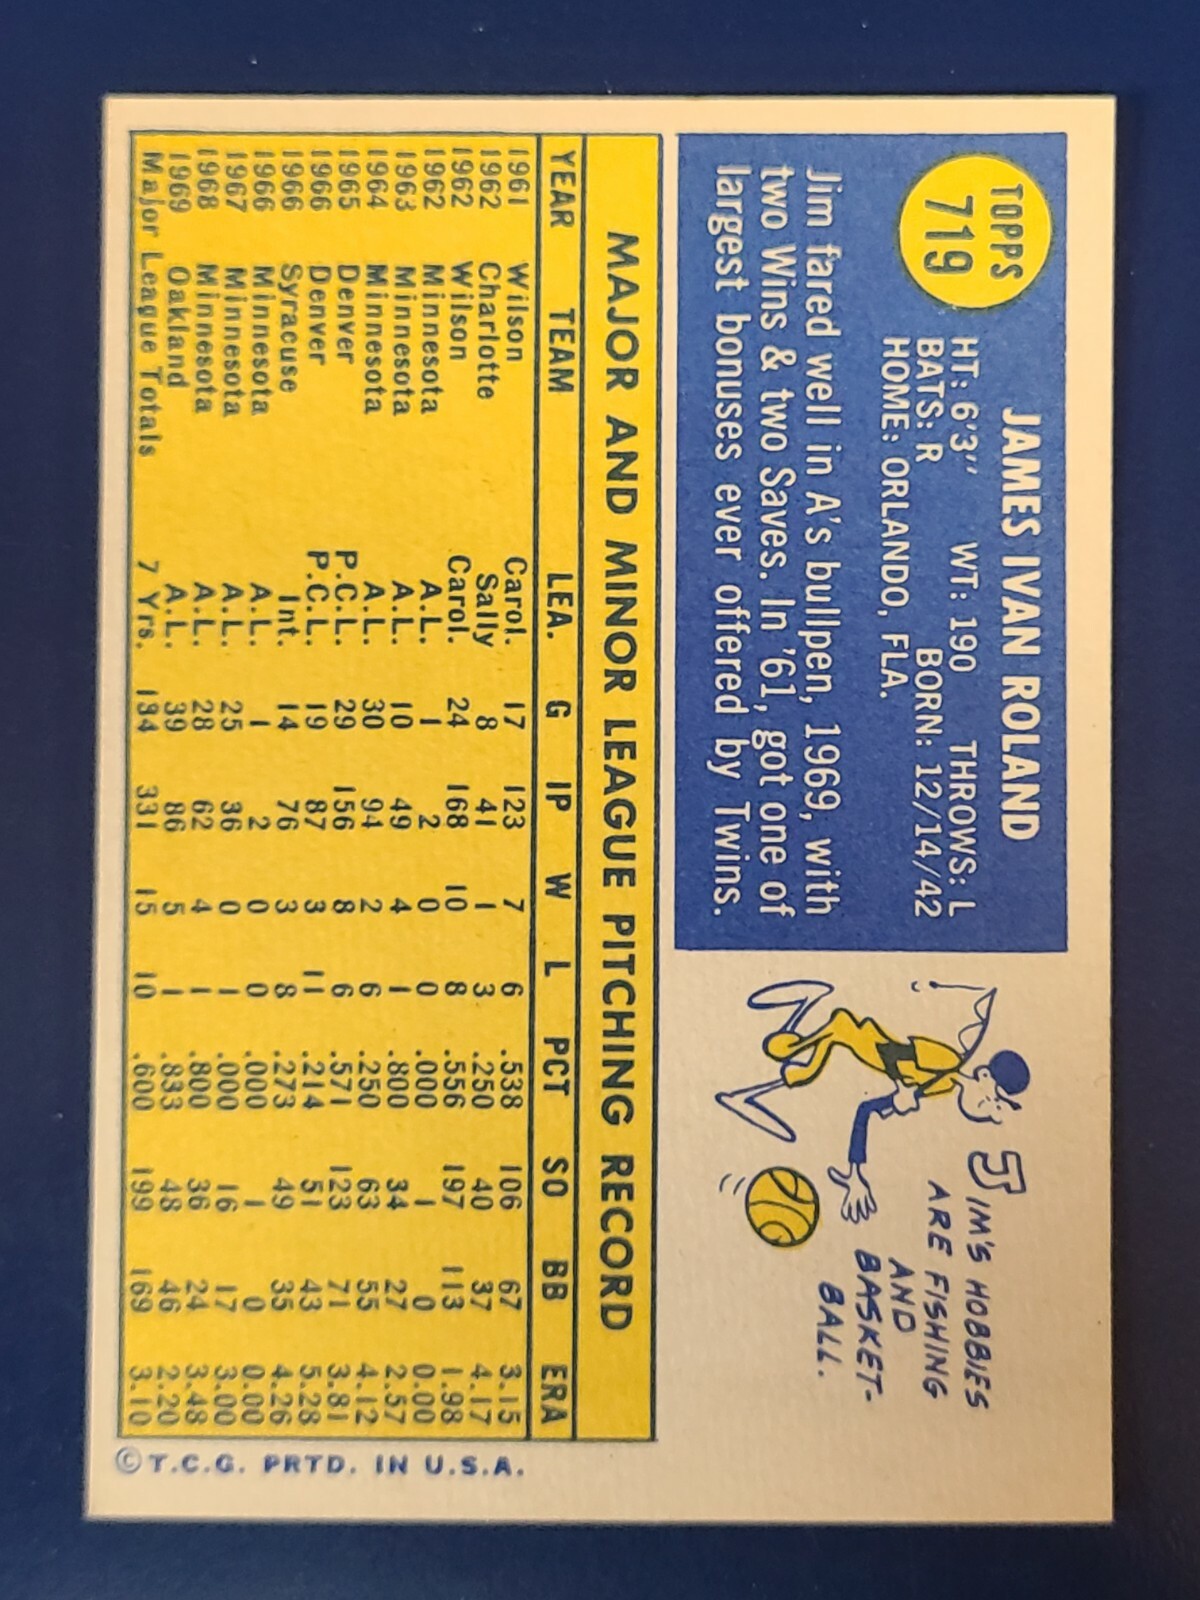 TOPPS
719
JAMES IVAN ROLAND
HT: 6'3" WT: 190 THROWS: L
BATS: R BORN: 12/14/42
HOME: ORLANDO, FLA.
Jim fared well in A's bullpen, 1969, with
two Wins & two Saves. In '61, got one of
largest bonuses ever offered by Twins.
JIM'S HOBBIES
ARE FISHING
AND
BASKET-
BALL.
MAJOR AND MINOR LEAGUE PITCHING RECORD
YEAR TEAM LEA. G IP W L PCT SO BB ERA
1961 Wilson Carol. 17 123 7 6 .538 106 67 3.15
1962 Charlotte Sally 8 41 1 3 .250 40 37 4.17
1962 Wilson Carol. 24 168 10 8 .556 197 113 1.98
1962 Minnesota A.L. 1 2 0 0 .000 1 0 0.00
1963 Minnesota A.L. 10 49 4 1 .800 34 27 2.57
1964 Minnesota A.L. 30 94 2 6 .250 63 55 4.12
1965 Denver P.C.L. 29 156 8 6 .571 123 71 3.81
1966 Denver P.C.L. 19 87 3 11 .214 51 43 5.28
1966 Syracuse Int. 14 76 3 8 .273 49 35 4.26
1966 Minnesota A.L. 1 2 0 0 .000 1 0 0.00
1967 Minnesota A.L. 25 36 0 1 .000 16 17 3.00
1968 Minnesota A.L. 28 62 4 1 .800 36 24 3.48
1969 Oakland A.L. 39 86 5 1 .833 48 46 2.20
Major League Totals 7 Yrs. 134 331 15 10 .600 199 169 3.10
©T.C.G. PRTD. IN U.S.A.